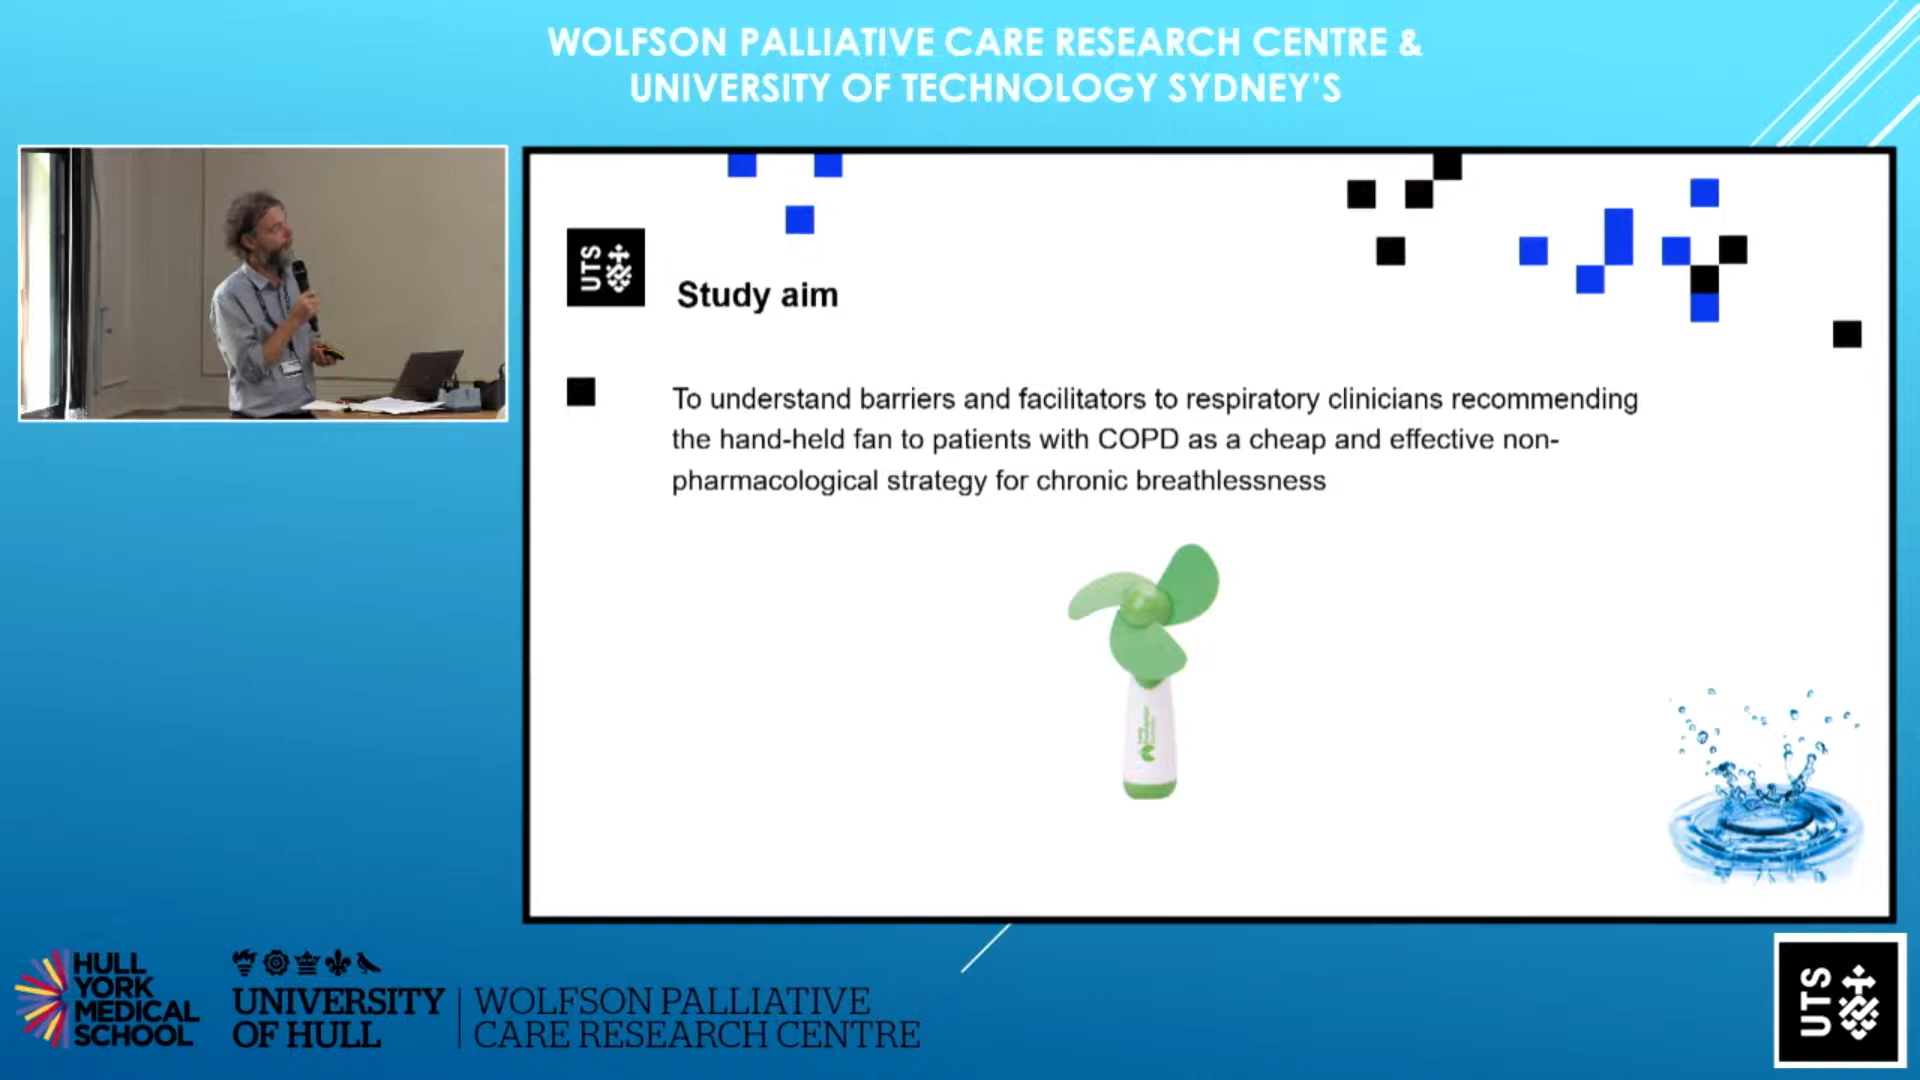 WOLFSON PALLIATIVE CARE RESEARCH CENTRE &
UNIVERSITY OF TECHNOLOGY SYDNEY'S
UTS
Study aim
To understand barriers and facilitators to respiratory clinicians recommending
the hand-held fan to patients with COPD as a cheap and effective non-
pharmacological strategy for chronic breathlessness
HULL
YORK
MEDICAL
SCHOOL
UNIVERSITY
OF HULL
WOLFSON PALLIATIVE
CARE RESEARCH CENTRE
UTS